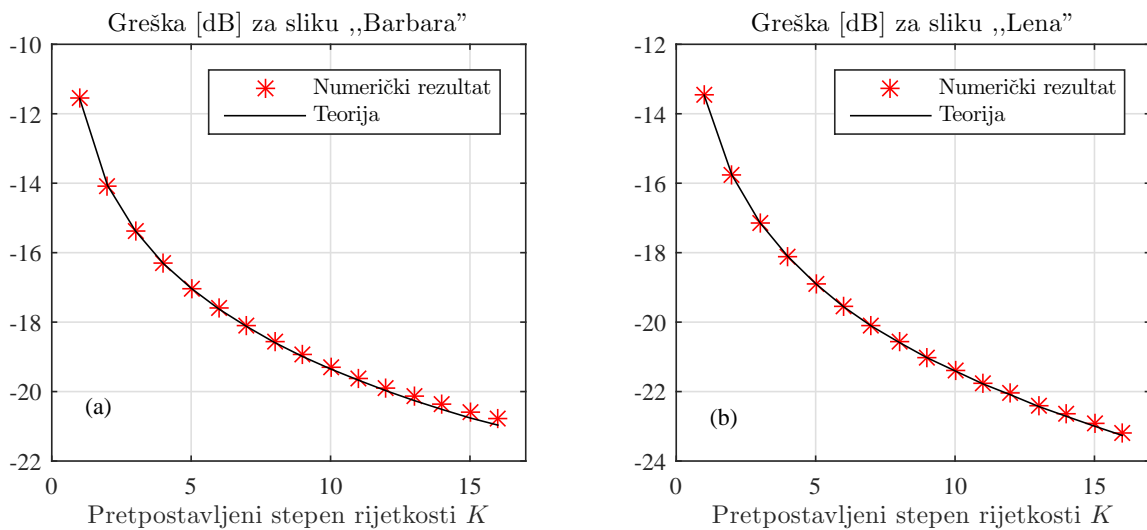 Greška [dB] za sliku ,,Barbara”
-10
-12
-14
-16
-18
-20
-22
0
5
10
15
Numerički rezultat
Teorija
(a)
Pretpostavljeni stepen rijetkosti K
Greška [dB] za sliku ,,Lena”
-12
-14
-16
-18
-20
-22
-24
0
5
10
15
Numerički rezultat
Teorija
(b)
Pretpostavljeni stepen rijetkosti K